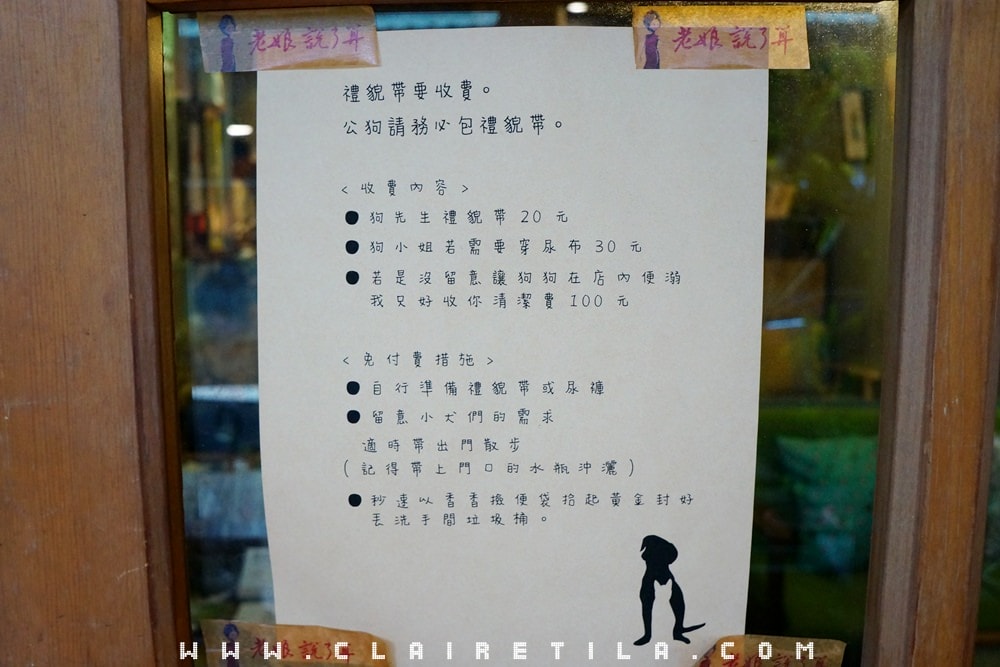 老娘說了算 老娘說了算
禮貌帶要收費。
公狗請務必包禮貌帶。
< 收費內容 >
● 狗先生禮貌帶 20 元
● 狗小姐若需要穿尿布 30 元
● 若是沒留意讓狗狗在店內便溺
我只好收你清潔費 100 元
< 免付費措施 >
● 自行準備禮貌帶或尿褲
● 留意小犬們的需求
適時帶出門散步
( 記得帶上門口的水瓶沖灑 )
● 秒速以香香撿便袋拾起黃金封好
丟洗手間垃圾桶。
老娘說了算 老娘說
WWW.CLAIRETILA.COM